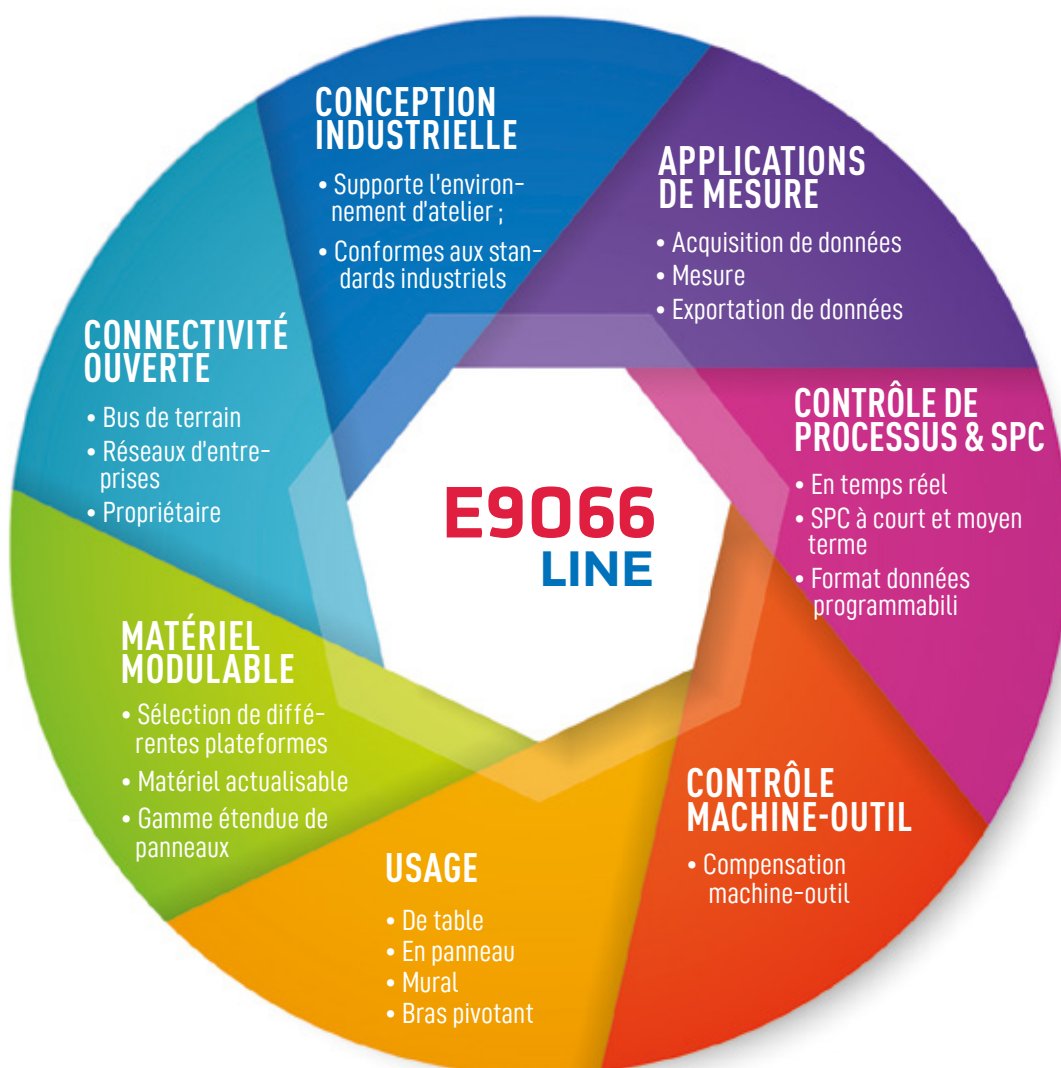 CONCEPTION
INDUSTRIELLE
• Supporte l'environ-
nement d'atelier ;
• Conformes aux stan-
dards industriels
APPLICATIONS
DE MESURE
• Acquisition de données
• Mesure
• Exportation de données
CONTRÔLE DE
PROCESSUS & SPC
• En temps réel
• SPC à court et moyen
terme
• Format données
programmabili
CONTRÔLE
MACHINE-OUTIL
• Compensation
machine-outil
USAGE
• De table
• En panneau
• Mural
• Bras pivotant
MATÉRIEL
MODULABLE
• Sélection de diffé-
rentes plateformes
• Matériel actualisable
• Gamme étendue de
panneaux
CONNECTIVITÉ
OUVERTE
• Bus de terrain
• Réseaux d'entre-
prises
• Propriétaire
E9066
LINE